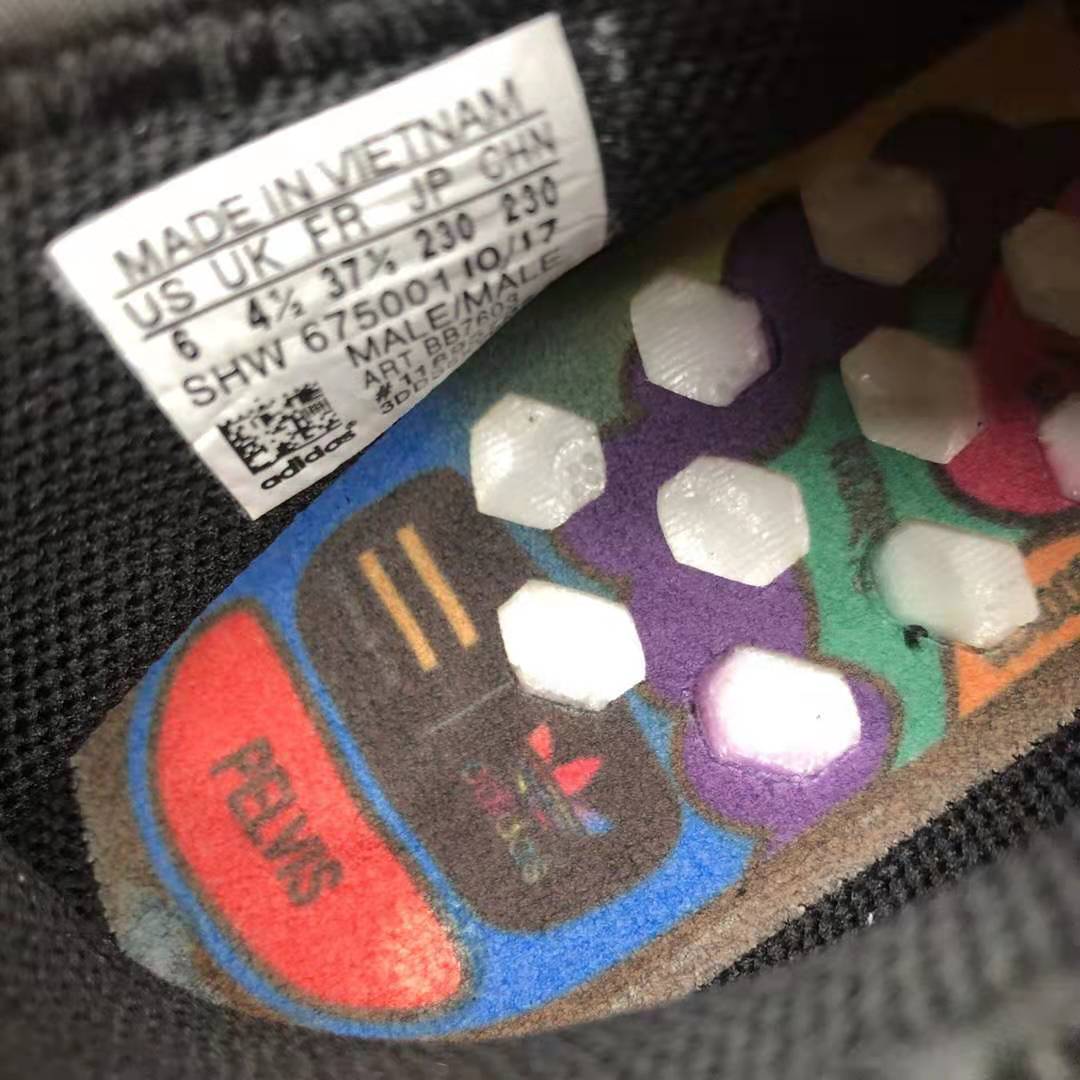 MADE IN VIETNAM
US UK FR JP CHN
6 4½ 37⅓ 230 230
SHW 675001 10/17
MALE/MALE
ART BB7603
adidas
PELVIS